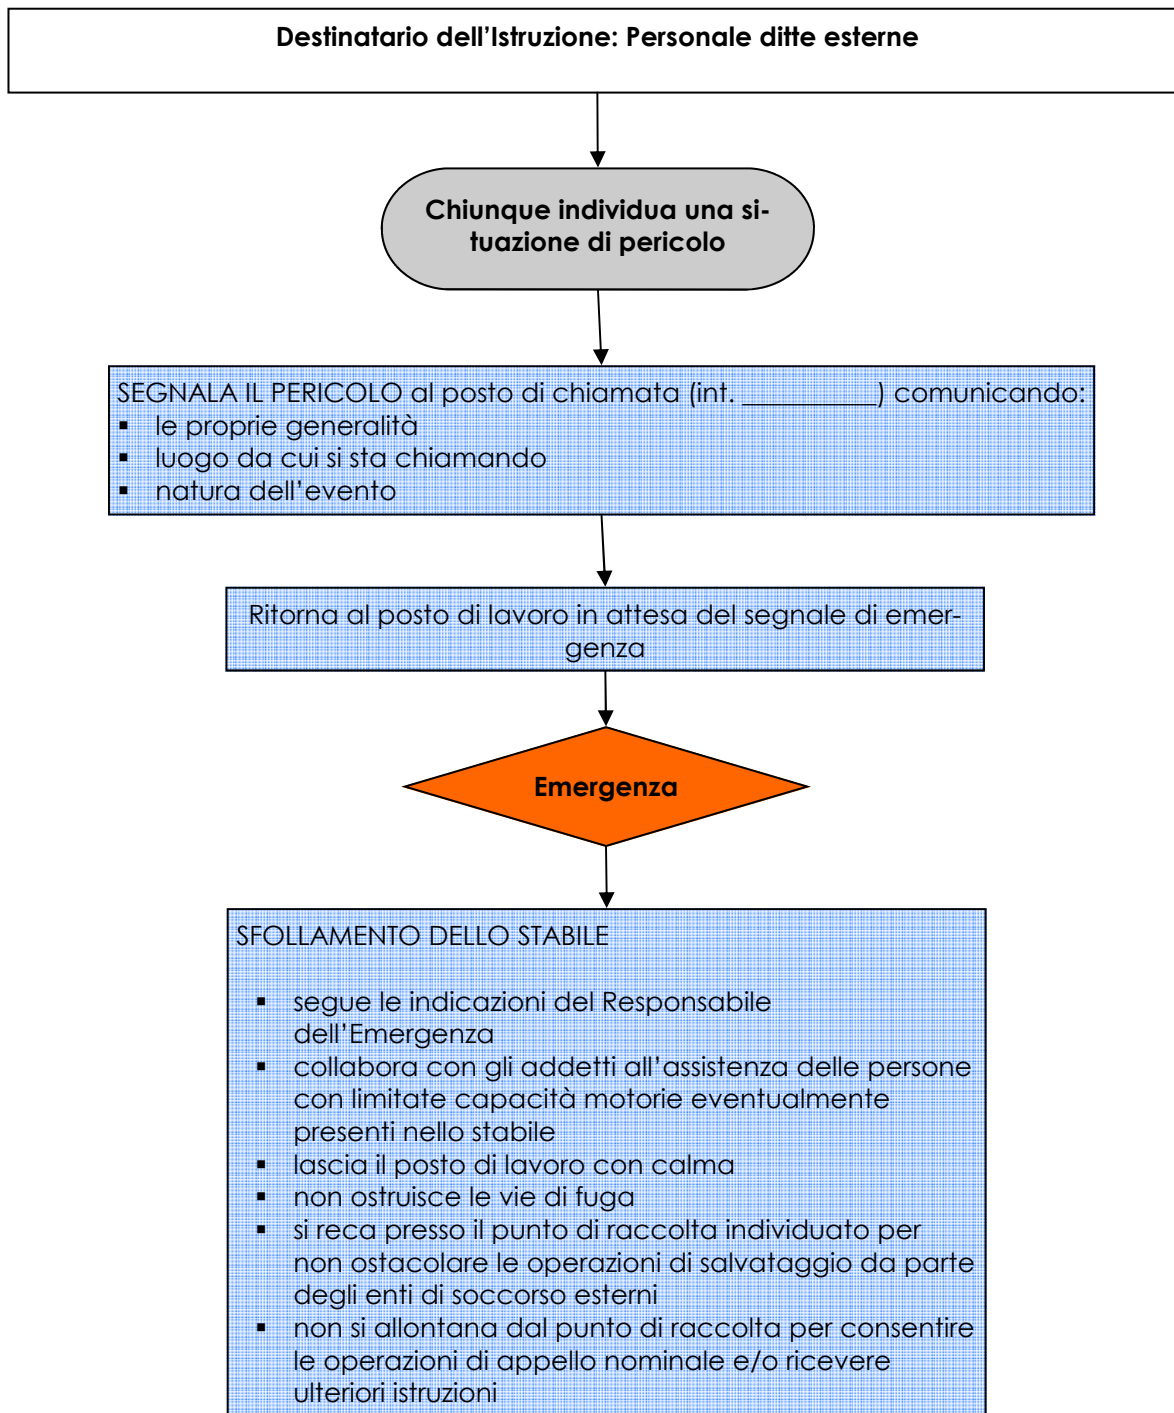 Destinatario dell’Istruzione: Personale ditte esterne
Chiunque individua una si-
tuazione di pericolo
SEGNALA IL PERICOLO al posto di chiamata (int. __________) comunicando:
▪ le proprie generalità
▪ luogo da cui si sta chiamando
▪ natura dell’evento
Ritorna al posto di lavoro in attesa del segnale di emer-
genza
Emergenza
SFOLLAMENTO DELLO STABILE
▪ segue le indicazioni del Responsabile
dell’Emergenza
▪ collabora con gli addetti all’assistenza delle persone
con limitate capacità motorie eventualmente
presenti nello stabile
▪ lascia il posto di lavoro con calma
▪ non ostruisce le vie di fuga
▪ si reca presso il punto di raccolta individuato per
non ostacolare le operazioni di salvataggio da parte
degli enti di soccorso esterni
▪ non si allontana dal punto di raccolta per consentire
le operazioni di appello nominale e/o ricevere
ulteriori istruzioni